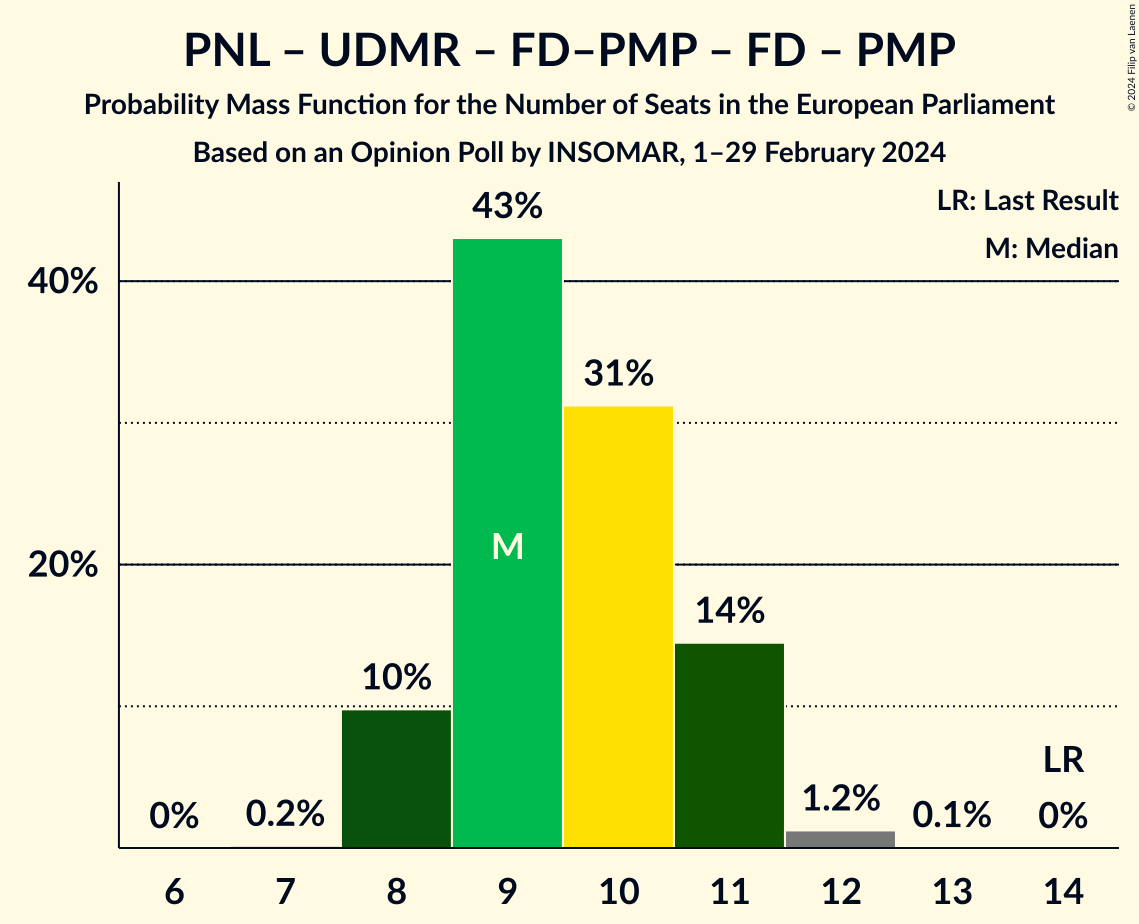 PNL – UDMR – FD–PMP – FD – PMP
Probability Mass Function for the Number of Seats in the European Parliament
Based on an Opinion Poll by INSOMAR, 1–29 February 2024
© 2024 Filip van Laenen
LR: Last Result
M: Median
43%
40%
31%
M
20%
14%
10%
LR
0%
0.2%
1.2%
0.1%
0%
6
7
8
9
10
11
12
13
14